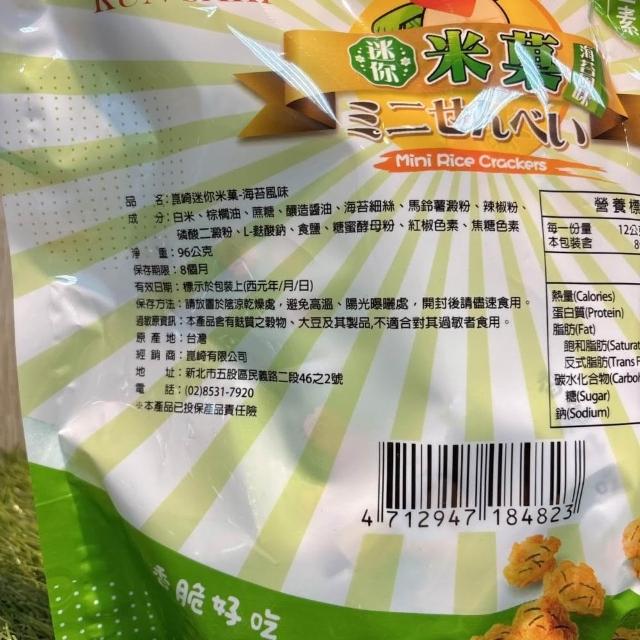 素
迷你 米菓 海苔風味
ミニせんべい
Mini Rice Crackers
品 名：崑崎迷你米菓-海苔風味
成 分：白米、棕櫚油、蔗糖、釀造醬油、海苔細絲、馬鈴薯澱粉、辣椒粉、
磷酸二澱粉、L-麩酸鈉、食鹽、糖蜜酵母粉、紅椒色素、焦糖色素
淨 重：96公克
保存期限：8個月
有效日期：標示於包裝上(西元年/月/日)
保存方法：請放置於陰涼乾燥處，避免高溫、陽光曝曬處，開封後請儘速食用。
過敏原資訊：本產品含有麩質之穀物、大豆及其製品,不適合對其過敏者食用。
原 產 地：台灣
經 銷 商：崑崎有限公司
地 址：新北市五股區民義路二段46之2號
電 話：(02)8531-7920
※本產品已投保產品責任險
營養標
每一份量 12公
本包裝含 8
熱量(Calories)
蛋白質(Protein)
脂肪(Fat)
飽和脂肪(Saturat
反式脂肪(Trans F
碳水化合物(Carboh
糖(Sugar)
鈉(Sodium)
4 712947 184823
香脆好吃